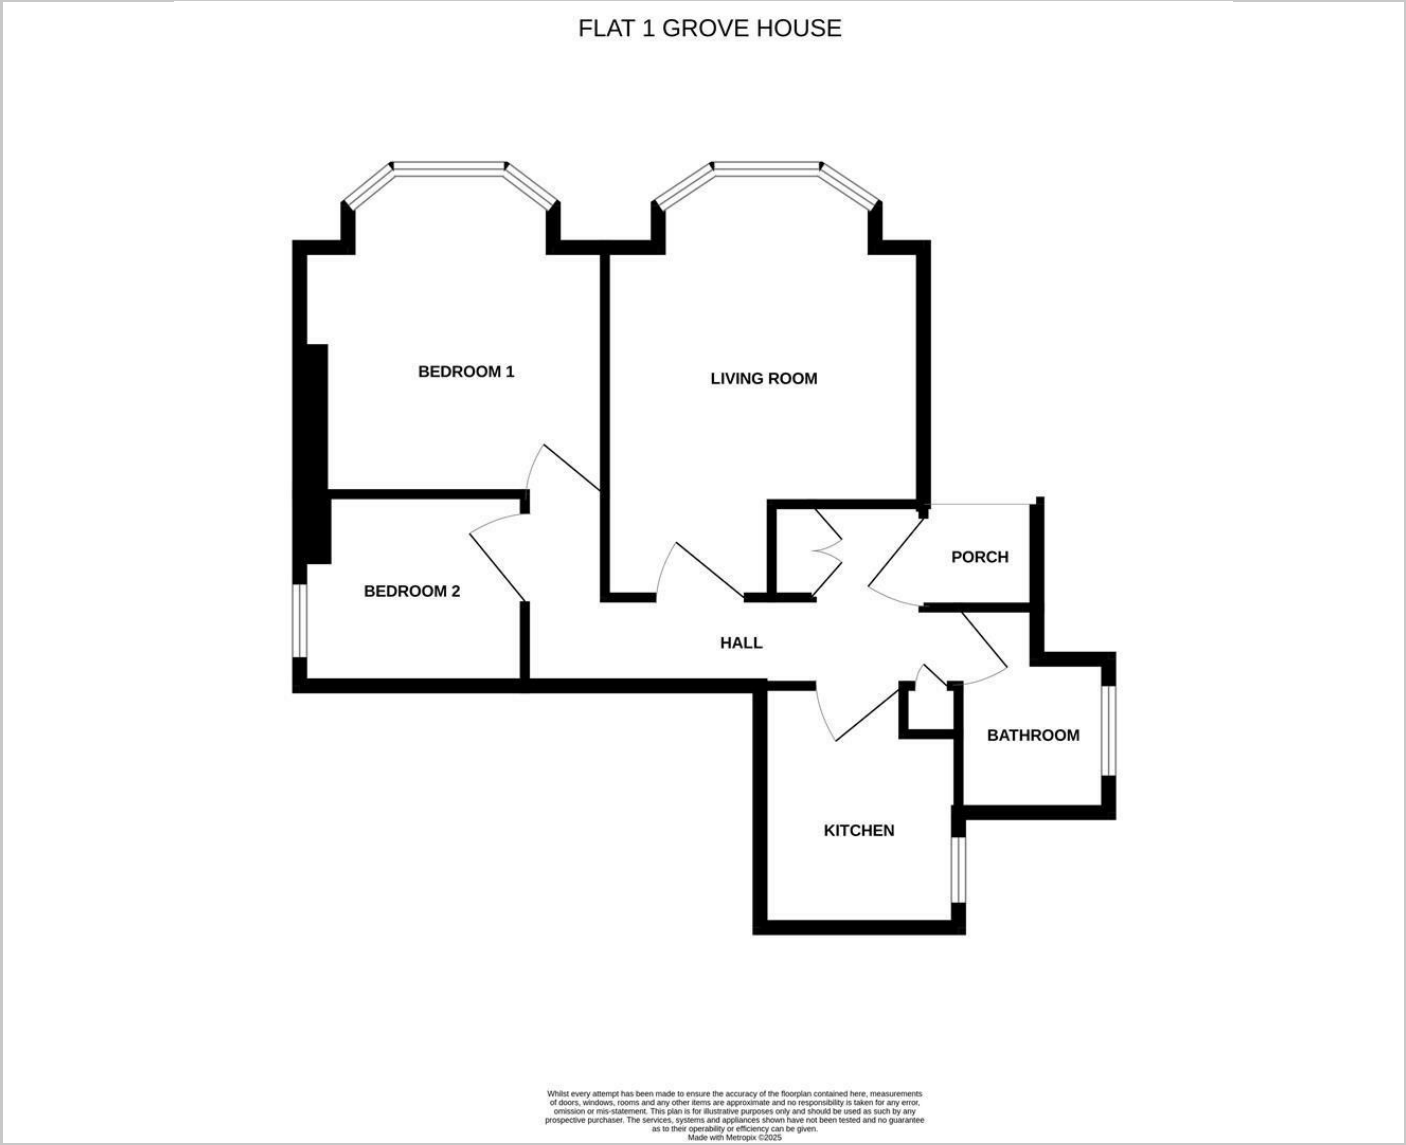 FLAT 1 GROVE HOUSE
BEDROOM 1
LIVING ROOM
PORCH
BEDROOM 2
HALL
BATHROOM
KITCHEN
Whilst every attempt has been made to ensure the accuracy of the floorplan contained here, measurements
of doors, windows, rooms and any other items are approximate and no responsibility is taken for any error,
omission or mis-statement. This plan is for illustrative purposes only and should be used as such by any
prospective purchaser. The services, systems and appliances shown have not been tested and no guarantee
as to their operability or efficiency can be given.
Made with Metropix ©2025